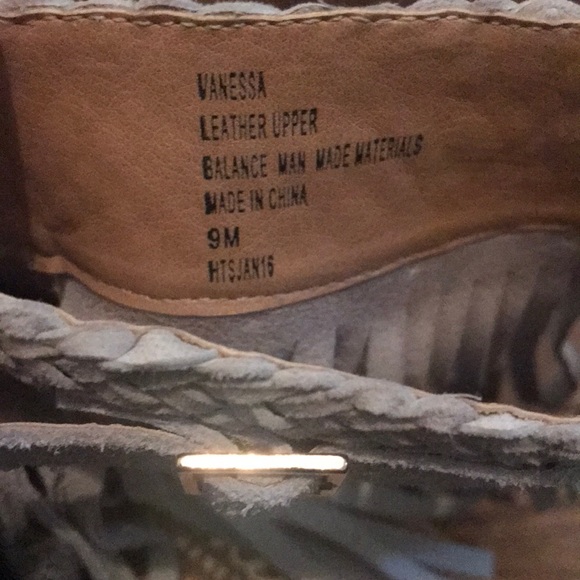 VANESSA
LEATHER UPPER
BALANCE MAN MADE MATERIALS
MADE IN CHINA
9M
HTSJAN16